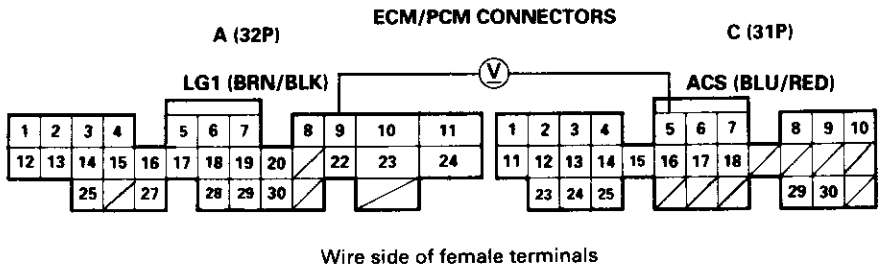 ECM/PCM CONNECTORS
A (32P) C (31P)
LG1 (BRN/BLK) V ACS (BLU/RED)
1 2 3 4 5 6 7 8 9 10 11 1 2 3 4 5 6 7 8 9 10
12 13 14 15 16 17 18 19 20 22 23 24 11 12 13 14 15 16 17 18
25 27 28 29 30 23 24 25 29 30
Wire side of female terminals